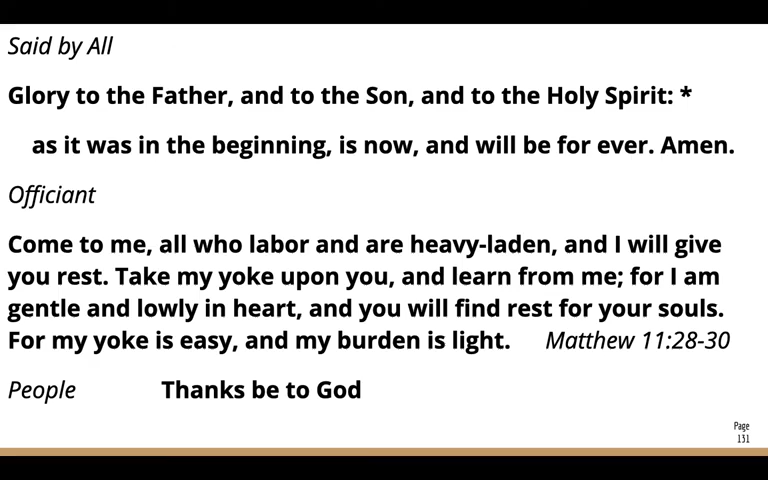 Said by All
Glory to the Father, and to the Son, and to the Holy Spirit: *
as it was in the beginning, is now, and will be for ever. Amen.
Officiant
Come to me, all who labor and are heavy-laden, and I will give
you rest. Take my yoke upon you, and learn from me; for I am
gentle and lowly in heart, and you will find rest for your souls.
For my yoke is easy, and my burden is light. Matthew 11:28-30
People Thanks be to God
Page
131